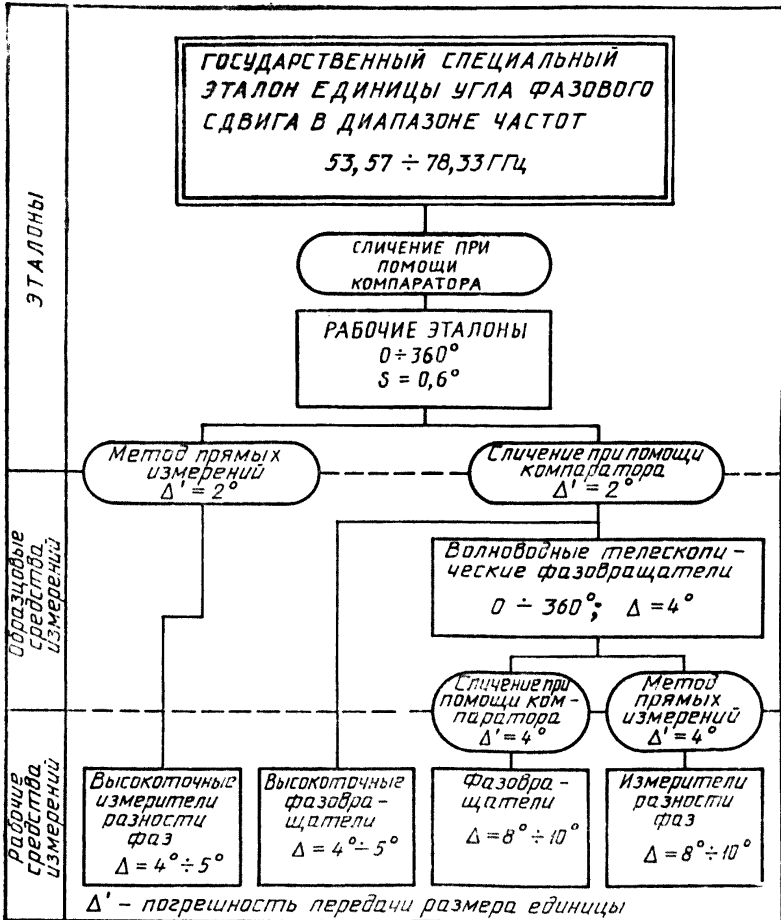 ГОСУДАРСТВЕННЫЙ СПЕЦИАЛЬНЫЙ
ЭТАЛОН ЕДИНИЦЫ УГЛА ФАЗОВОГО
СДВИГА В ДИАПАЗОНЕ ЧАСТОТ
53,57 ÷ 78,33 ГГц
ЭТАЛОНЫ
СЛИЧЕНИЕ ПРИ
ПОМОЩИ
КОМПАРАТОРА
РАБОЧИЕ ЭТАЛОНЫ
0÷360°
S = 0,6°
Метод прямых
измерений
Δ' = 2°
Сличение при помощи
компаратора
Δ' = 2°
Образцовые
средства
измерений
Волноводные телескопи-
ческие фазовращатели
0 ÷ 360°; Δ = 4°
Сличение при
помощи ком-
паратора
Δ' = 4°
Метод
прямых
измерений
Δ' = 4°
Рабочие
средства
измерений
Высокоточные
измерители
разности
фаз
Δ = 4° ÷ 5°
Высокоточные
фазовра-
щатели
Δ = 4° ÷ 5°
Фазовра-
щатели
Δ = 8° ÷ 10°
Измерители
разности
фаз
Δ = 8° ÷ 10°
Δ' - погрешность передачи размера единицы